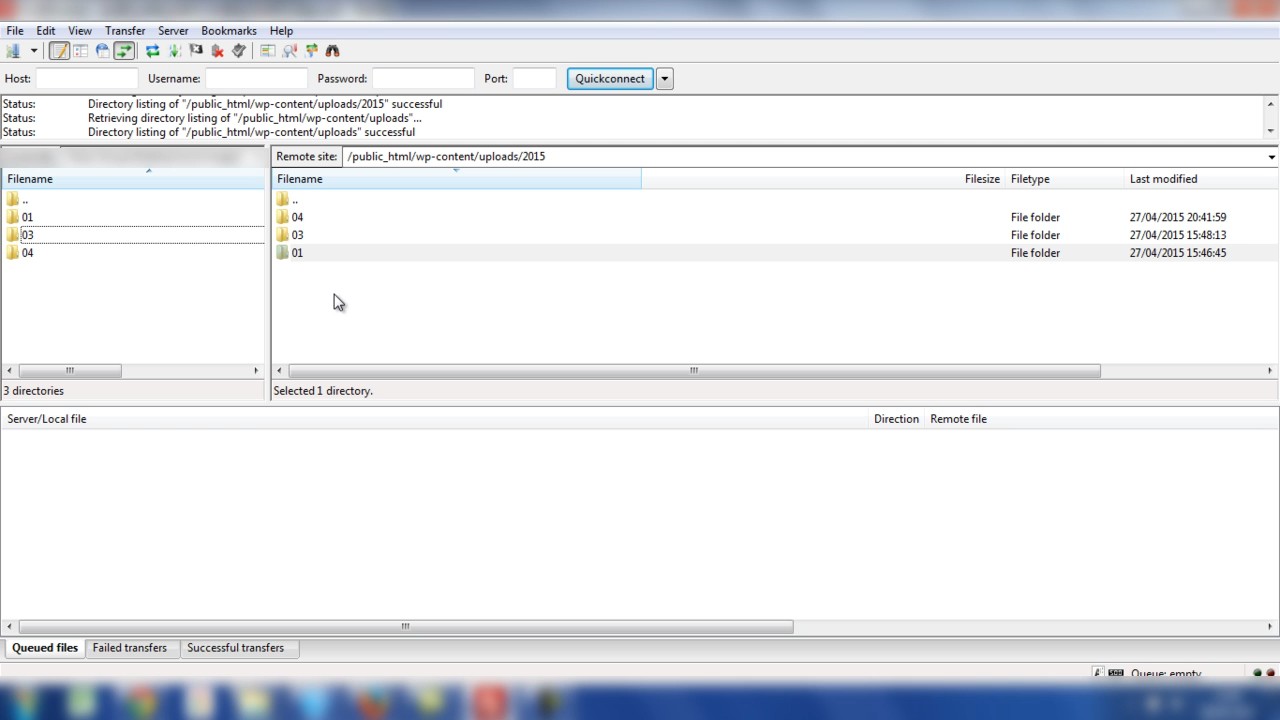 File Edit View Transfer Server Bookmarks Help
Host: Username: Password: Port: Quickconnect
Status: Directory listing of "/public_html/wp-content/uploads/2015" successful
Status: Retrieving directory listing of "/public_html/wp-content/uploads"...
Status: Directory listing of "/public_html/wp-content/uploads" successful
Remote site: /public_html/wp-content/uploads/2015
Filename Filename Filesize Filetype Last modified
.. ..
01 04 File folder 27/04/2015 20:41:59
03 03 File folder 27/04/2015 15:48:13
04 01 File folder 27/04/2015 15:46:45
3 directories Selected 1 directory.
Server/Local file Direction Remote file
Queued files Failed transfers Successful transfers
Queue: empty